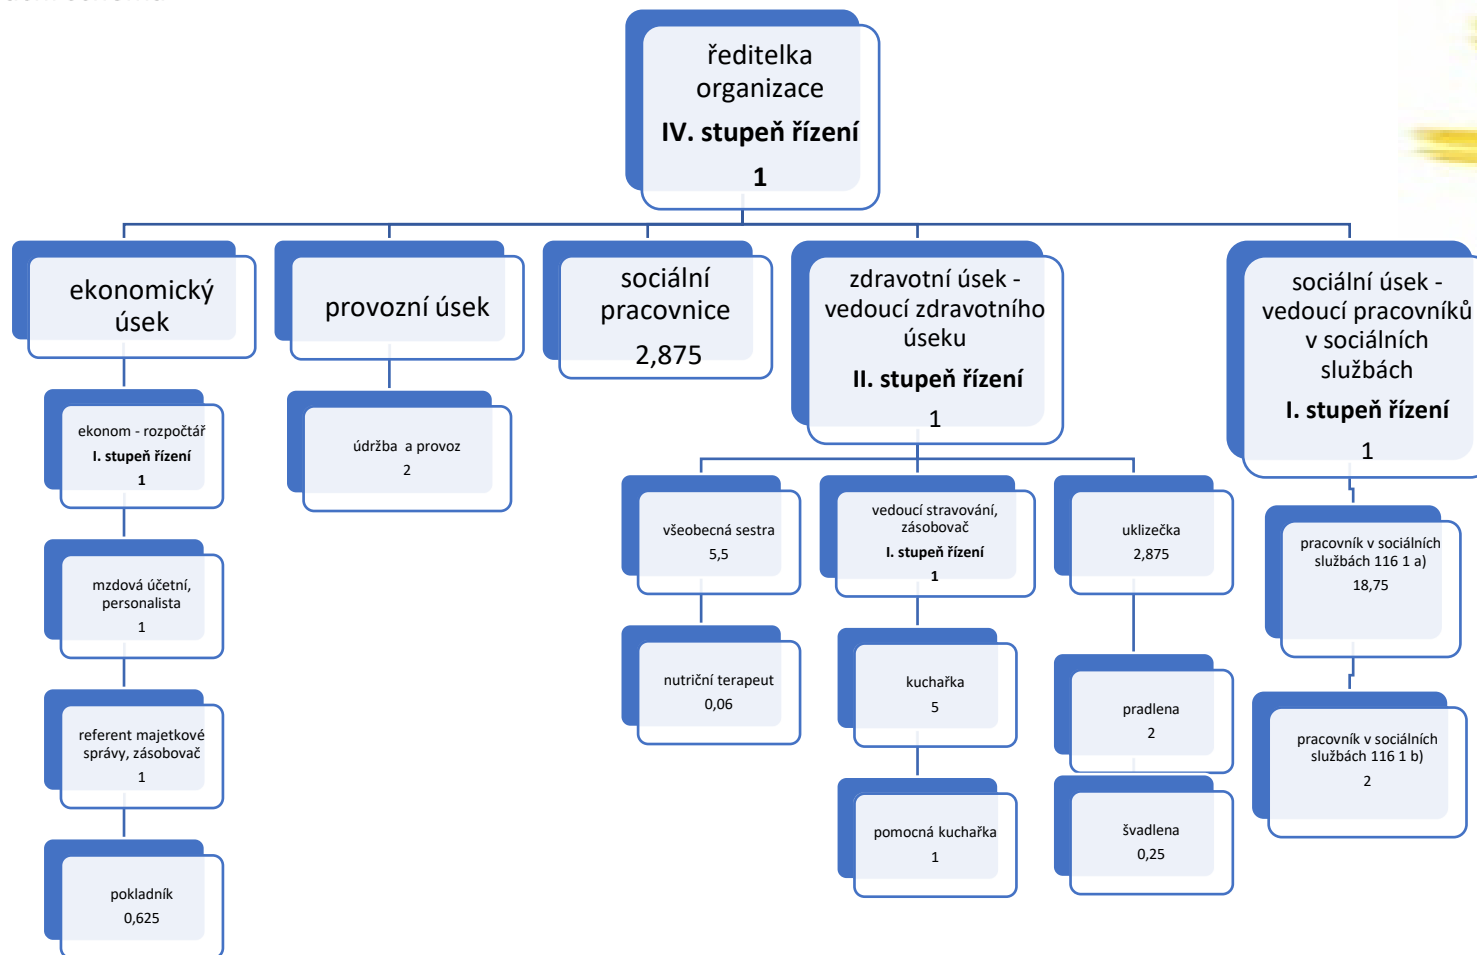 ředitelka
organizace
IV. stupeň řízení
1
ekonomický
úsek
provozní úsek
sociální
pracovnice
2,875
zdravotní úsek -
vedoucí zdravotního
úseku
II. stupeň řízení
1
sociální úsek -
vedoucí pracovníků
v sociálních
službách
I. stupeň řízení
1
ekonom - rozpočtář
I. stupeň řízení
1
údržba  a provoz
2
všeobecná sestra
5,5
vedoucí stravování,
zásobovač
I. stupeň řízení
1
uklizečka
2,875
pracovník v sociálních
službách 116 1 a)
18,75
mzdová účetní,
personalista
1
nutriční terapeut
0,06
kuchařka
5
pradlena
2
pracovník v sociálních
službách 116 1 b)
2
referent majetkové
správy, zásobovač
1
pomocná kuchařka
1
švadlena
0,25
pokladník
0,625